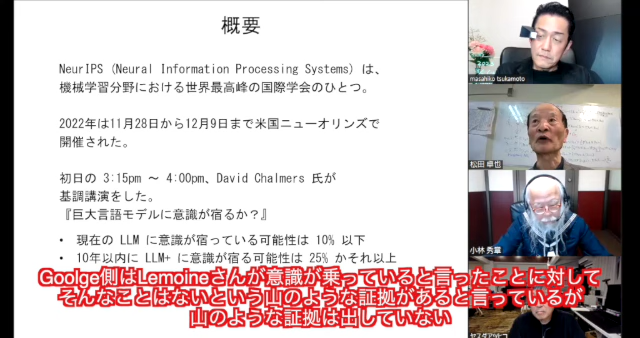 概要
NeurIPS (Neural Information Processing Systems) は、
機械学習分野における世界最高峰の国際学会のひとつ。
2022年は11月28日から12月9日まで米国ニューオリンズで
開催された。
初日の 3:15pm ～ 4:00pm、David Chalmers 氏が
基調講演をした。
『巨大言語モデルに意識が宿るか？』
• 現在の LLM に意識が宿っている可能性は 10% 以下
• 10年以内に LLM+ に意識が宿る可能性は 25% かそれ以上
Goolge側はLemoineさんが意識が乗っていると言ったことに対して
そんなことはないという山のような証拠があると言っているが
山のような証拠は出していない
masahiko tsukamoto
松田 卓也
小林 秀章
ヤスダアツヒコ